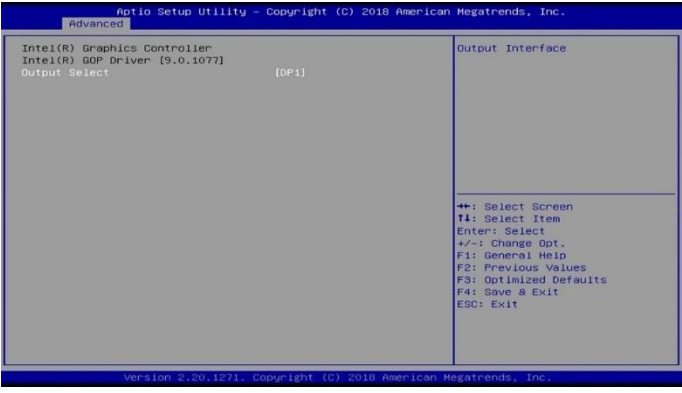 Aptio Setup Utility – Copyright (C) 2018 American Megatrends, Inc.
Advanced
Intel(R) Graphics Controller
Intel(R) GOP Driver [9.0.1077]
Output Select [DP1]
Output Interface
→←: Select Screen
↑↓: Select Item
Enter: Select
+/-: Change Opt.
F1: General Help
F2: Previous Values
F3: Optimized Defaults
F4: Save & Exit
ESC: Exit
Version 2.20.1271. Copyright (C) 2018 American Megatrends, Inc.